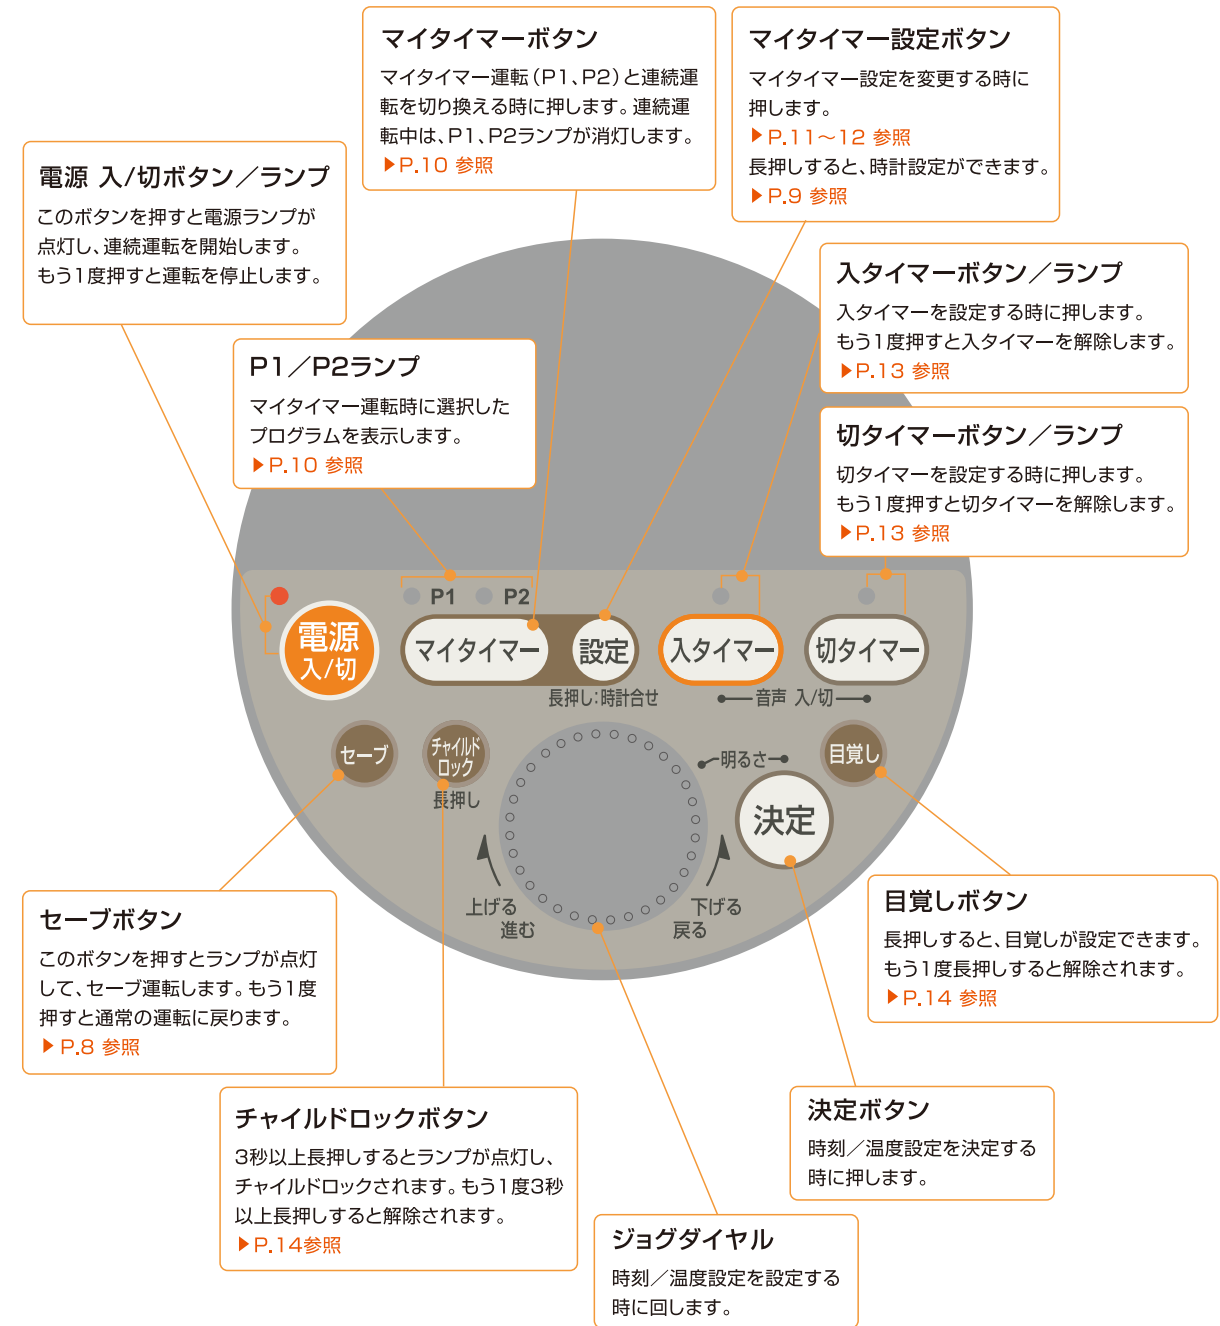 マイタイマーボタン
マイタイマー運転(P1、P2)と連続運
転を切り換える時に押します。連続運
転中は、P1、P2ランプが消灯します。
▶P.10 参照
マイタイマー設定ボタン
マイタイマー設定を変更する時に
押します。
▶P.11〜12 参照
長押しすると、時計設定ができます。
▶P.9 参照
電源 入/切ボタン／ランプ
このボタンを押すと電源ランプが
点灯し、連続運転を開始します。
もう1度押すと運転を停止します。
入タイマーボタン／ランプ
入タイマーを設定する時に押します。
もう1度押すと入タイマーを解除します。
▶P.13 参照
P1／P2ランプ
マイタイマー運転時に選択した
プログラムを表示します。
▶P.10 参照
切タイマーボタン／ランプ
切タイマーを設定する時に押します。
もう1度押すと切タイマーを解除します。
▶P.13 参照
P1 P2
電源
入/切
マイタイマー 設定 入タイマー 切タイマー
長押し:時計合せ 音声 入/切
セーブ
チャイルド
ロック
長押し
明るさ
目覚し
決定
上げる
進む
下げる
戻る
セーブボタン
このボタンを押すとランプが点灯
して、セーブ運転します。もう1度
押すと通常の運転に戻ります。
▶P.8 参照
目覚しボタン
長押しすると、目覚しが設定できます。
もう1度長押しすると解除されます。
▶P.14 参照
チャイルドロックボタン
3秒以上長押しするとランプが点灯し、
チャイルドロックされます。もう1度3秒
以上長押しすると解除されます。
▶P.14参照
決定ボタン
時刻／温度設定を決定する
時に押します。
ジョグダイヤル
時刻／温度設定を設定する
時に回します。